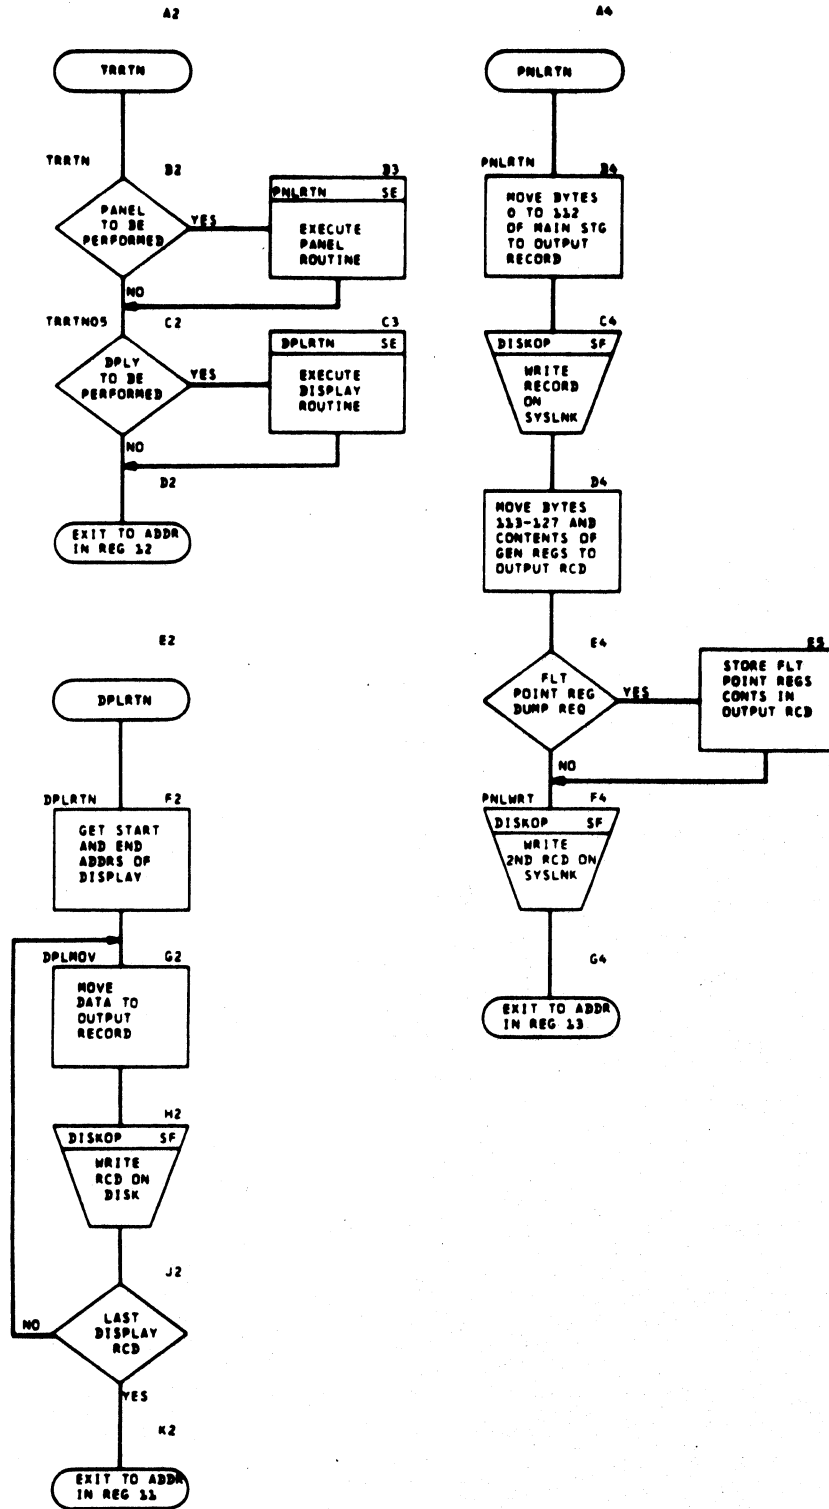 A2
TRRTN
TRRTN
B2
PANEL
TO BE
PERFORMED
YES
NO
B3
PNLRTN SE
EXECUTE
PANEL
ROUTINE
TRRTN05
C2
DPLY
TO BE
PERFORMED
YES
NO
C3
DPLRTN SE
EXECUTE
DISPLAY
ROUTINE
D2
EXIT TO ADDR
IN REG 12
E2
DPLRTN
DPLRTN
F2
GET START
AND END
ADDRS OF
DISPLAY
DPLMOV
G2
MOVE
DATA TO
OUTPUT
RECORD
H2
DISKOP SF
WRITE
RCD ON
DISK
J2
LAST
DISPLAY
RCD
NO
YES
K2
EXIT TO ADDR
IN REG 11
A4
PNLRTN
PNLRTN
B4
MOVE BYTES
0 TO 112
OF MAIN STG
TO OUTPUT
RECORD
C4
DISKOP SF
WRITE
RECORD
ON
SYSLNK
D4
MOVE BYTES
113-127 AND
CONTENTS OF
GEN REGS TO
OUTPUT RCD
E4
FLT
POINT REG
DUMP REQ
YES
NO
E5
STORE FLT
POINT REGS
CONTS IN
OUTPUT RCD
PNLWRT
F4
DISKOP SF
WRITE
2ND RCD ON
SYSLNK
G4
EXIT TO ADDR
IN REG 13